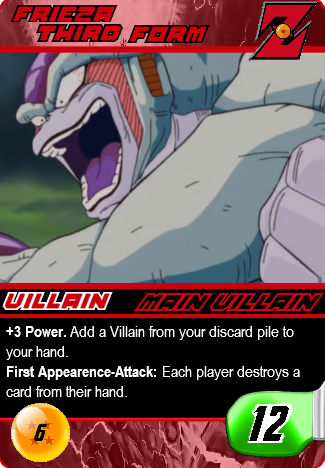 FRIEZA
THIRD FORM
VILLAIN
MAIN VILLAIN
+3 Power. Add a Villain from your discard pile to
your hand.
First Appearence-Attack: Each player destroys a
card from their hand.
6
12